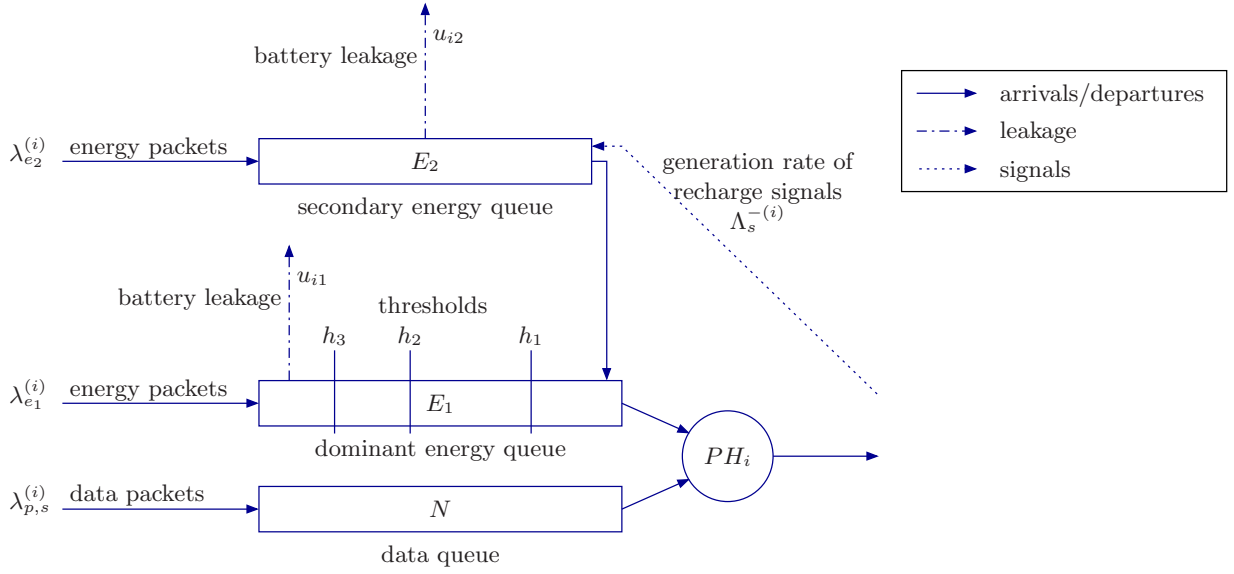 u_{i2}
battery leakage
arrivals/departures
leakage
signals
λ_{e_2}^{(i)}
energy packets
E_2
secondary energy queue
generation rate of
recharge signals
Λ_s^{-(i)}
u_{i1}
battery leakage
thresholds
h_3 h_2 h_1
λ_{e_1}^{(i)}
energy packets
E_1
dominant energy queue
PH_i
λ_{p,s}^{(i)}
data packets
N
data queue